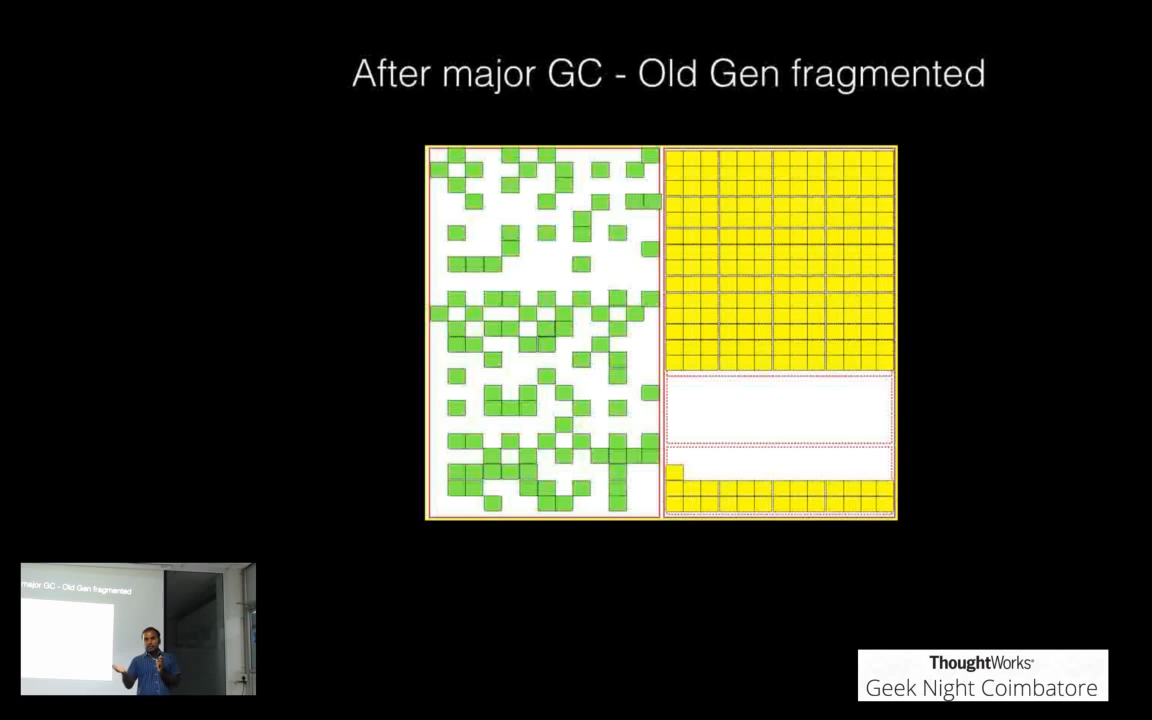 After major GC - Old Gen fragmented
major GC - Old Gen fragmented
ThoughtWorks®
Geek Night Coimbatore